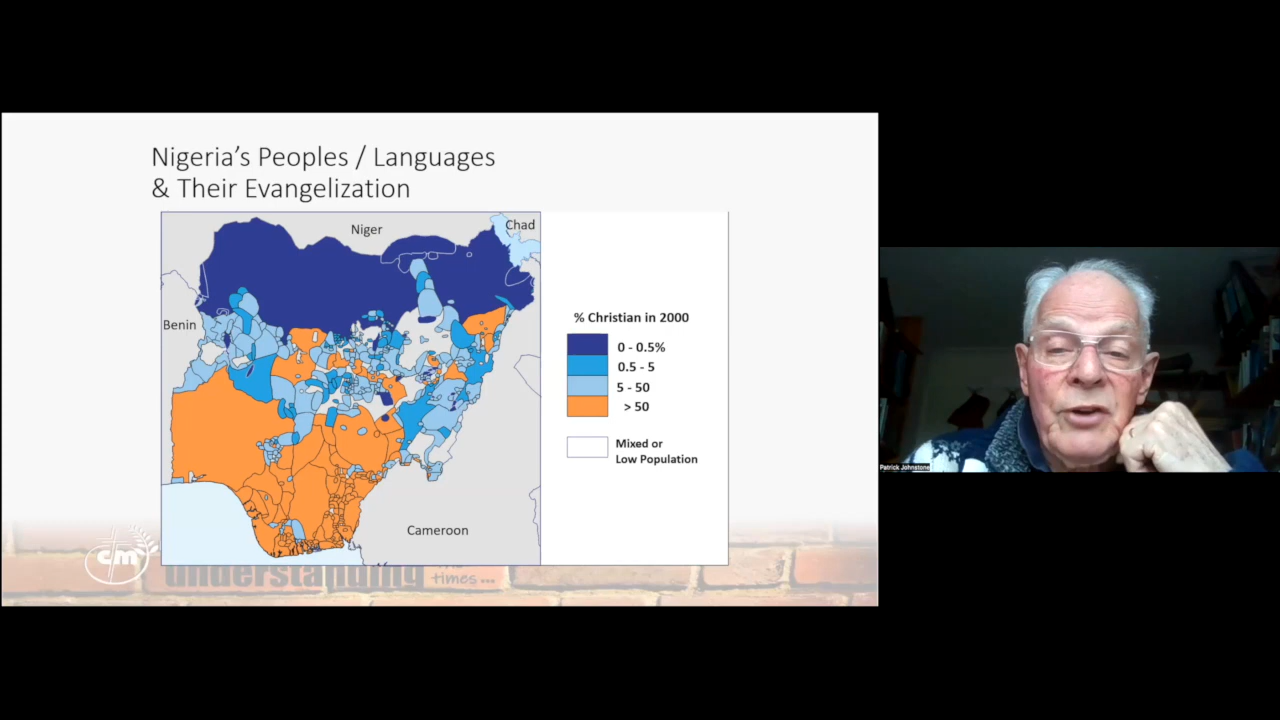 Nigeria's Peoples / Languages
& Their Evangelization
Niger
Chad
Benin
Cameroon
% Christian in 2000
0 - 0.5%
0.5 - 5
5 - 50
> 50
Mixed or
Low Population
cm
understanding
times...
Patrick Johnstone